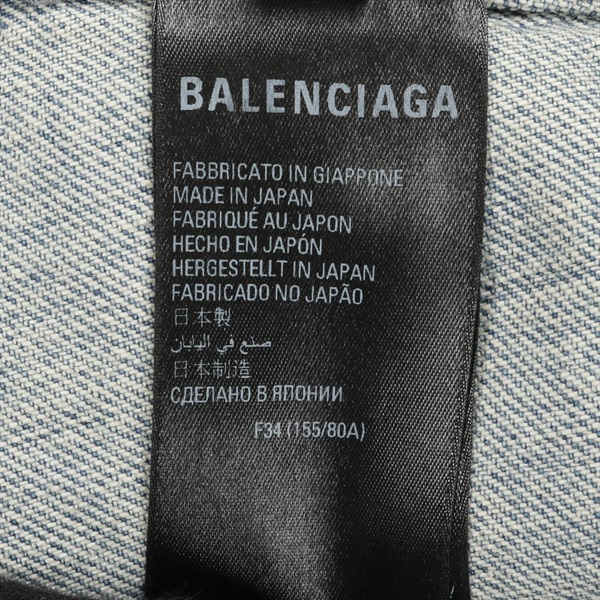 BALENCIAGA
FABBRICATO IN GIAPPONE
MADE IN JAPAN
FABRIQUÉ AU JAPON
HECHO EN JAPÓN
HERGESTELLT IN JAPAN
FABRICADO NO JAPÃO
日本製
صنع في اليابان
日本制造
СДЕЛАНО В ЯПОНИИ
F34 (155/80A)